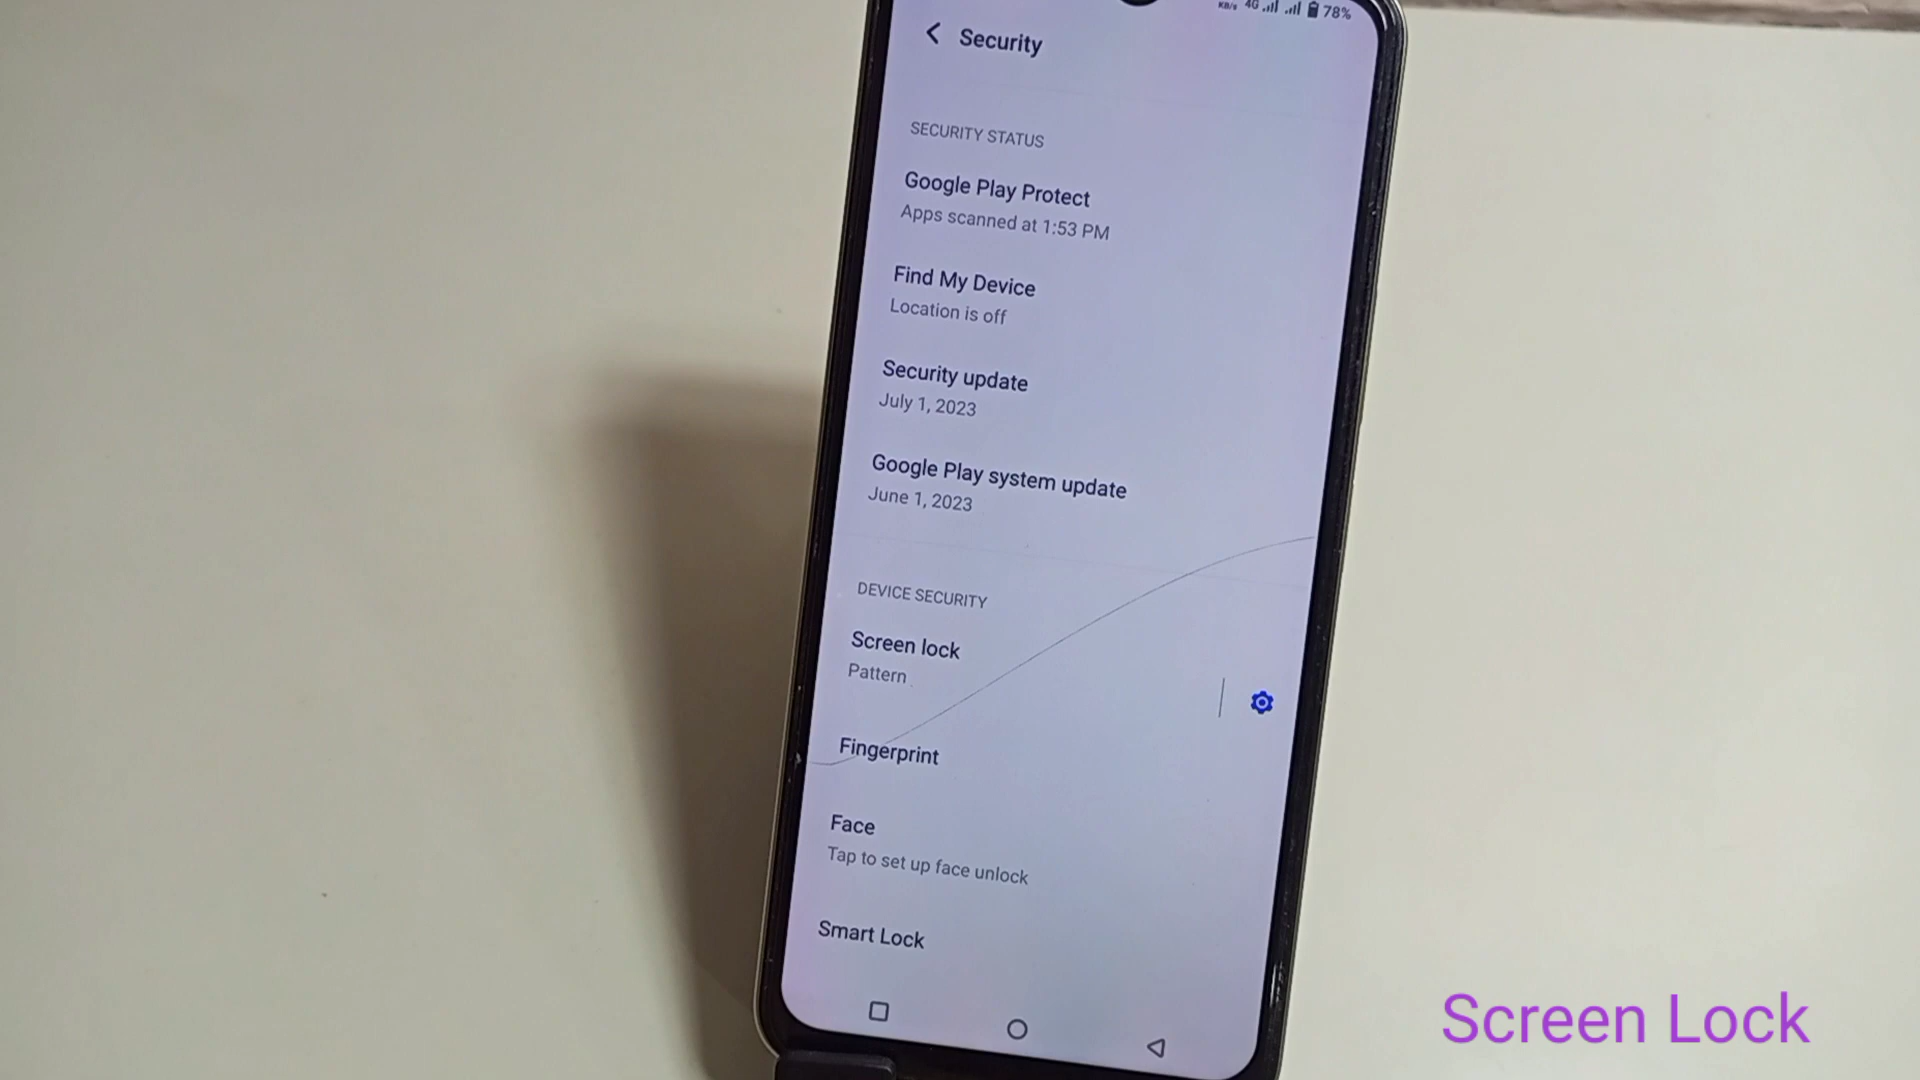 KB/s 4G 78%
Security
SECURITY STATUS
Google Play Protect
Apps scanned at 1:53 PM
Find My Device
Location is off
Security update
July 1, 2023
Google Play system update
June 1, 2023
DEVICE SECURITY
Screen lock
Pattern
Fingerprint
Face
Tap to set up face unlock
Smart Lock
Screen Lock